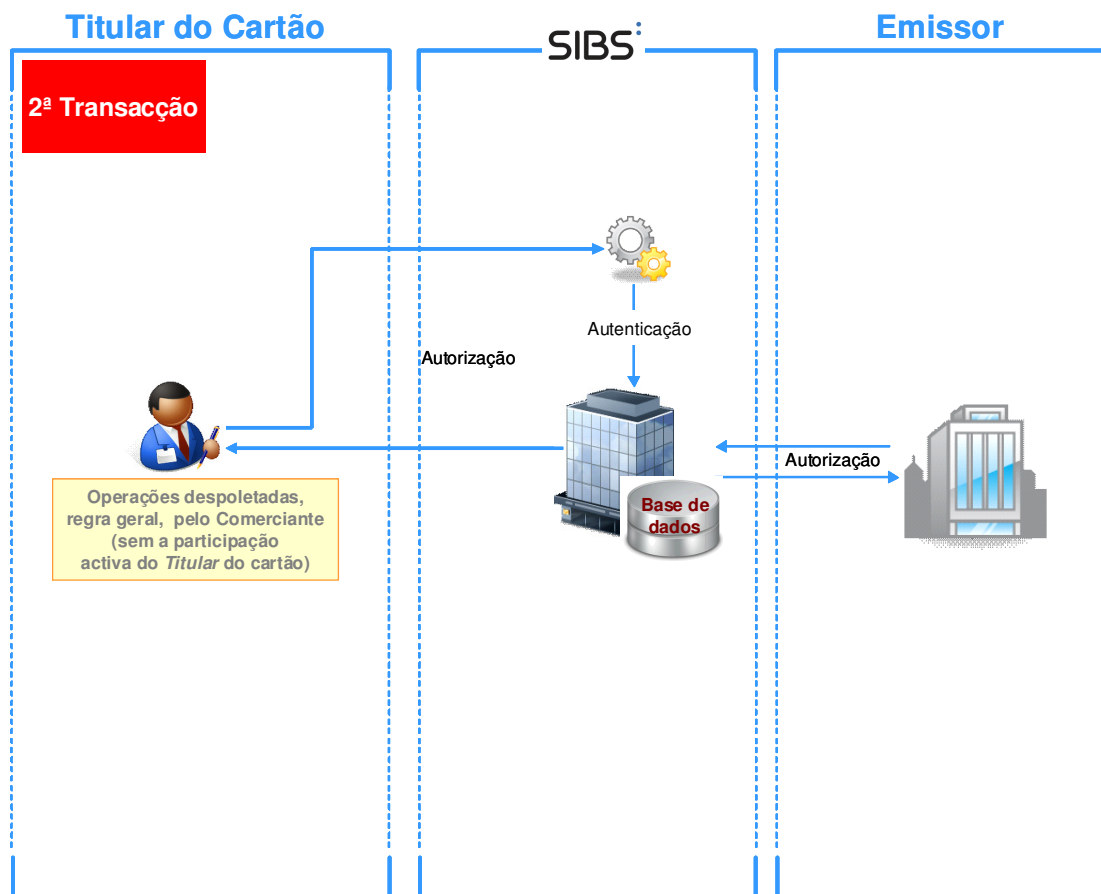 Titular do Cartão
SIBS
Emissor
2ª Transacção
Autenticação
Autorização
Autorização
Operações despoletadas,
regra geral, pelo Comerciante
(sem a participação
activa do Titular do cartão)
Base de
dados